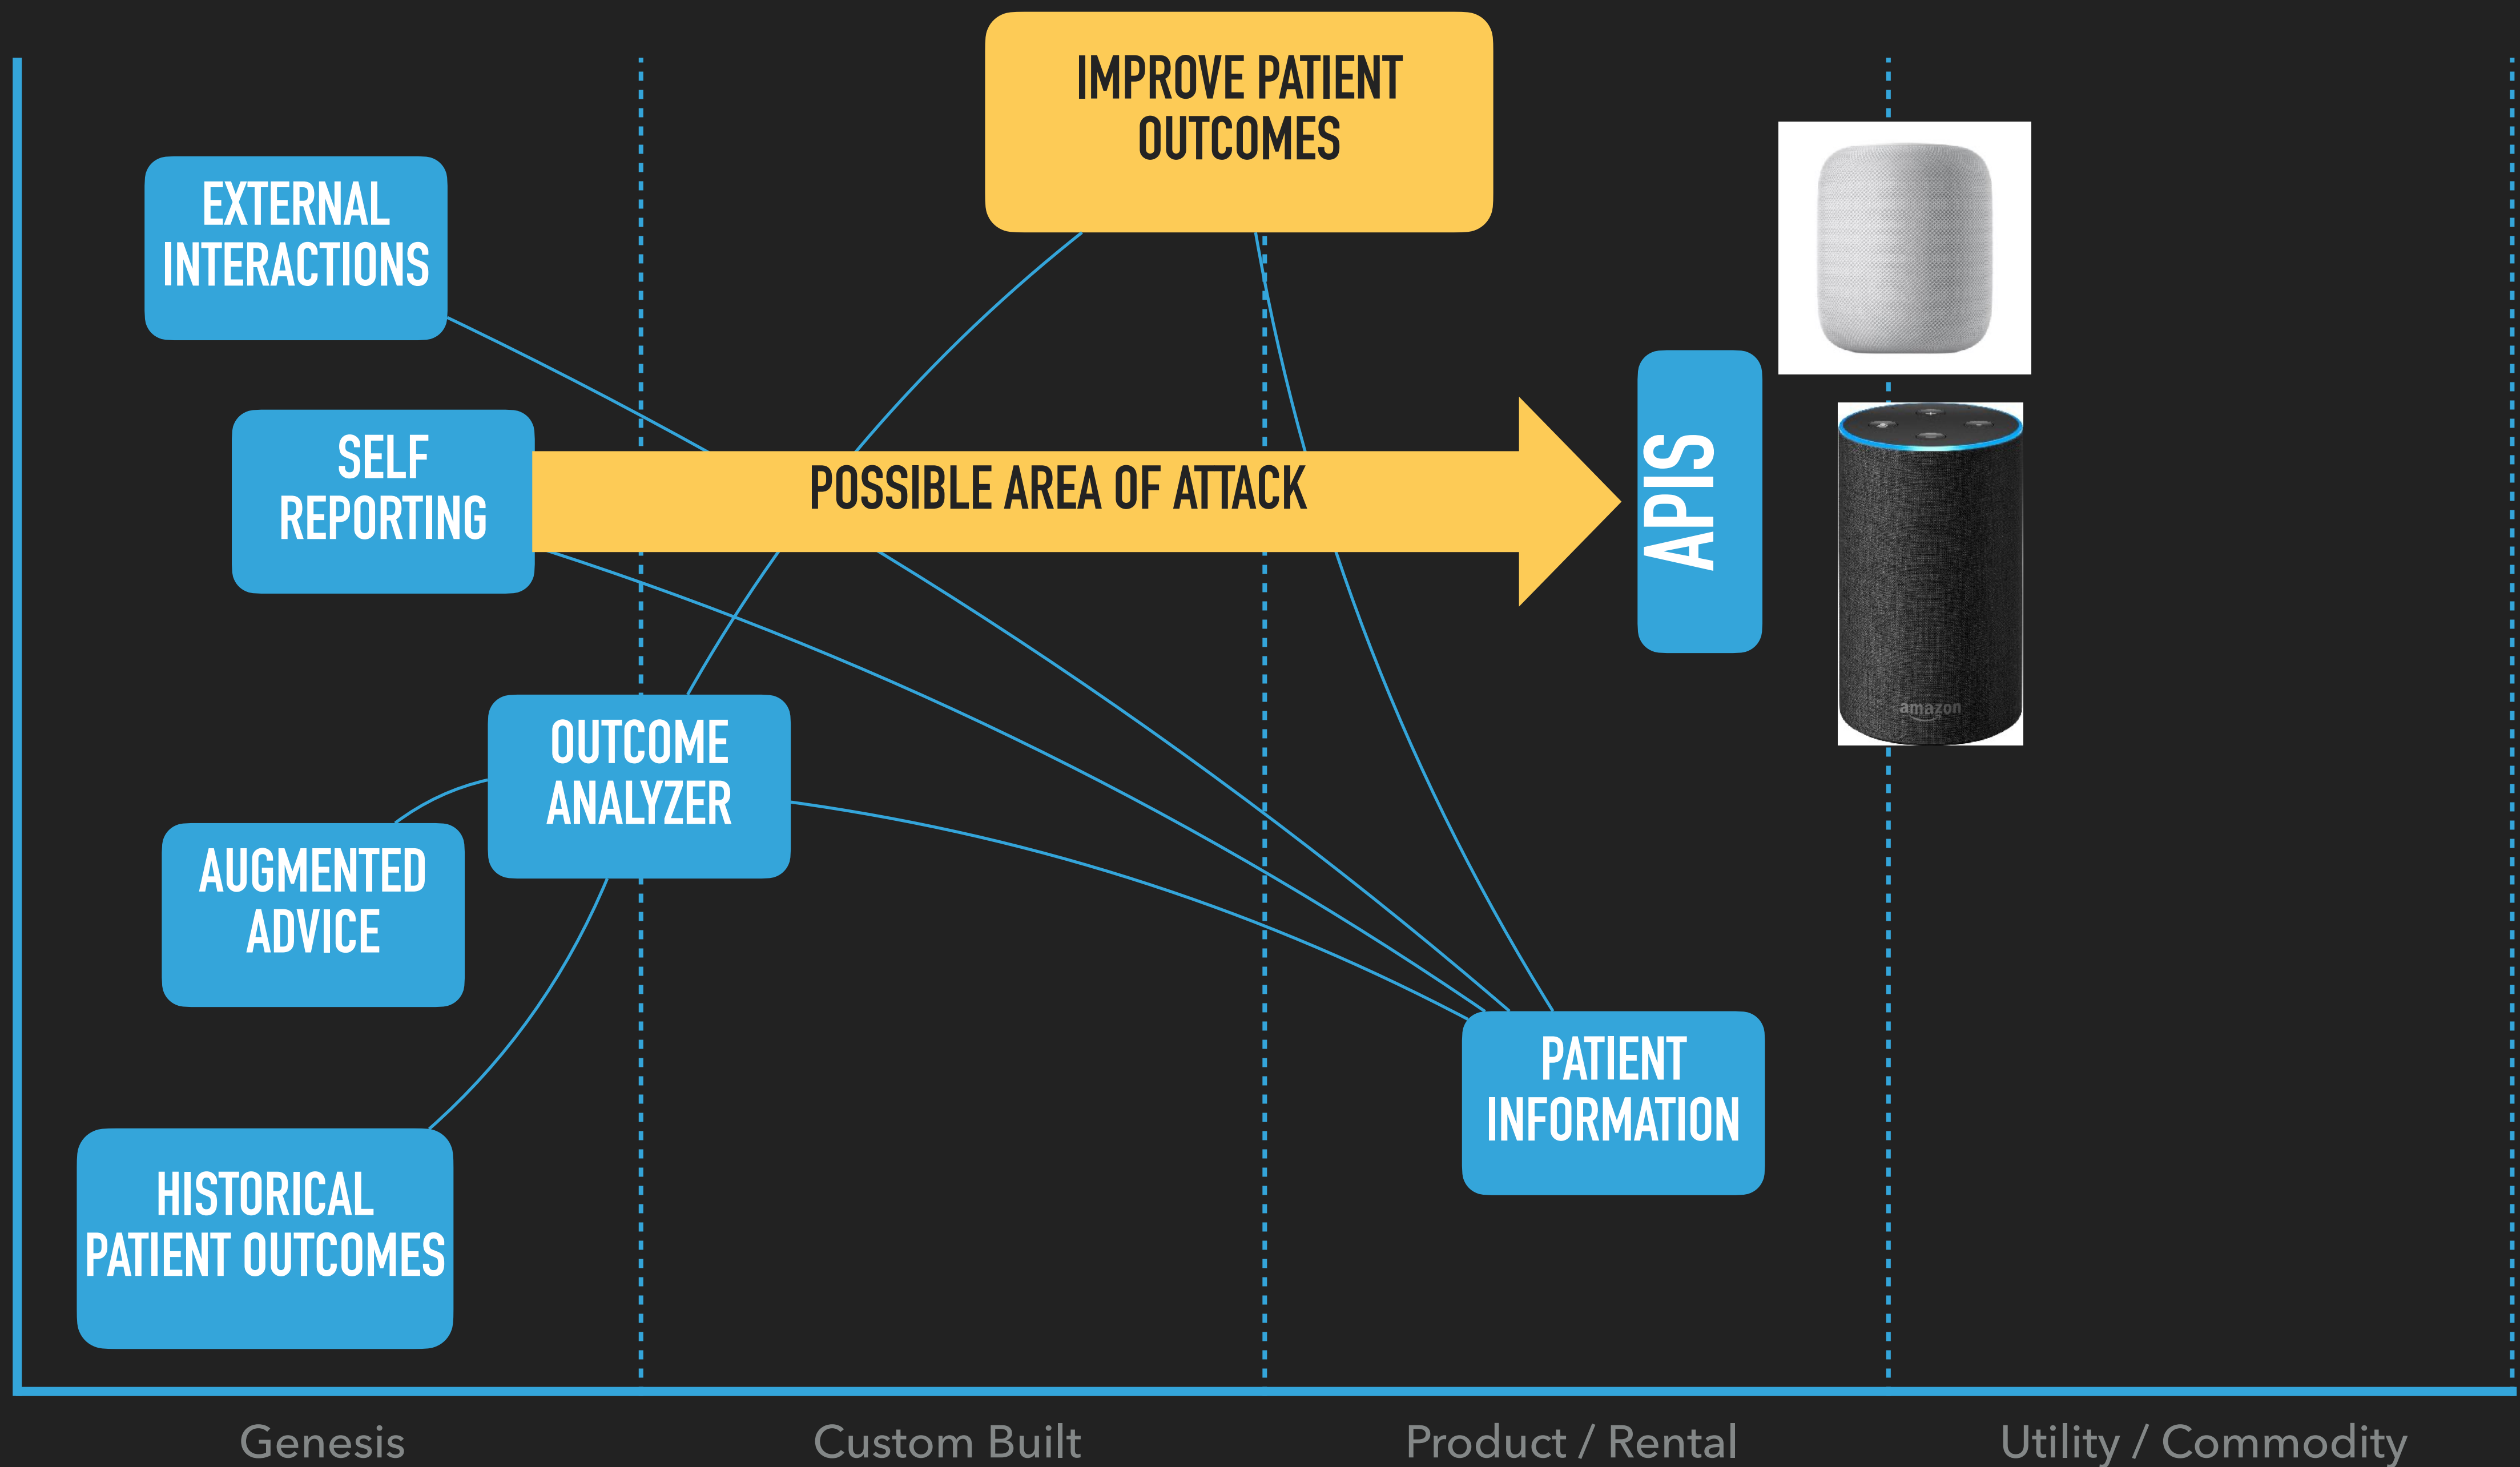 IMPROVE PATIENT
OUTCOMES
EXTERNAL
INTERACTIONS
SELF
REPORTING
POSSIBLE AREA OF ATTACK
APIS
amazon
OUTCOME
ANALYZER
AUGMENTED
ADVICE
PATIENT
INFORMATION
HISTORICAL
PATIENT OUTCOMES
Genesis
Custom Built
Product / Rental
Utility / Commodity